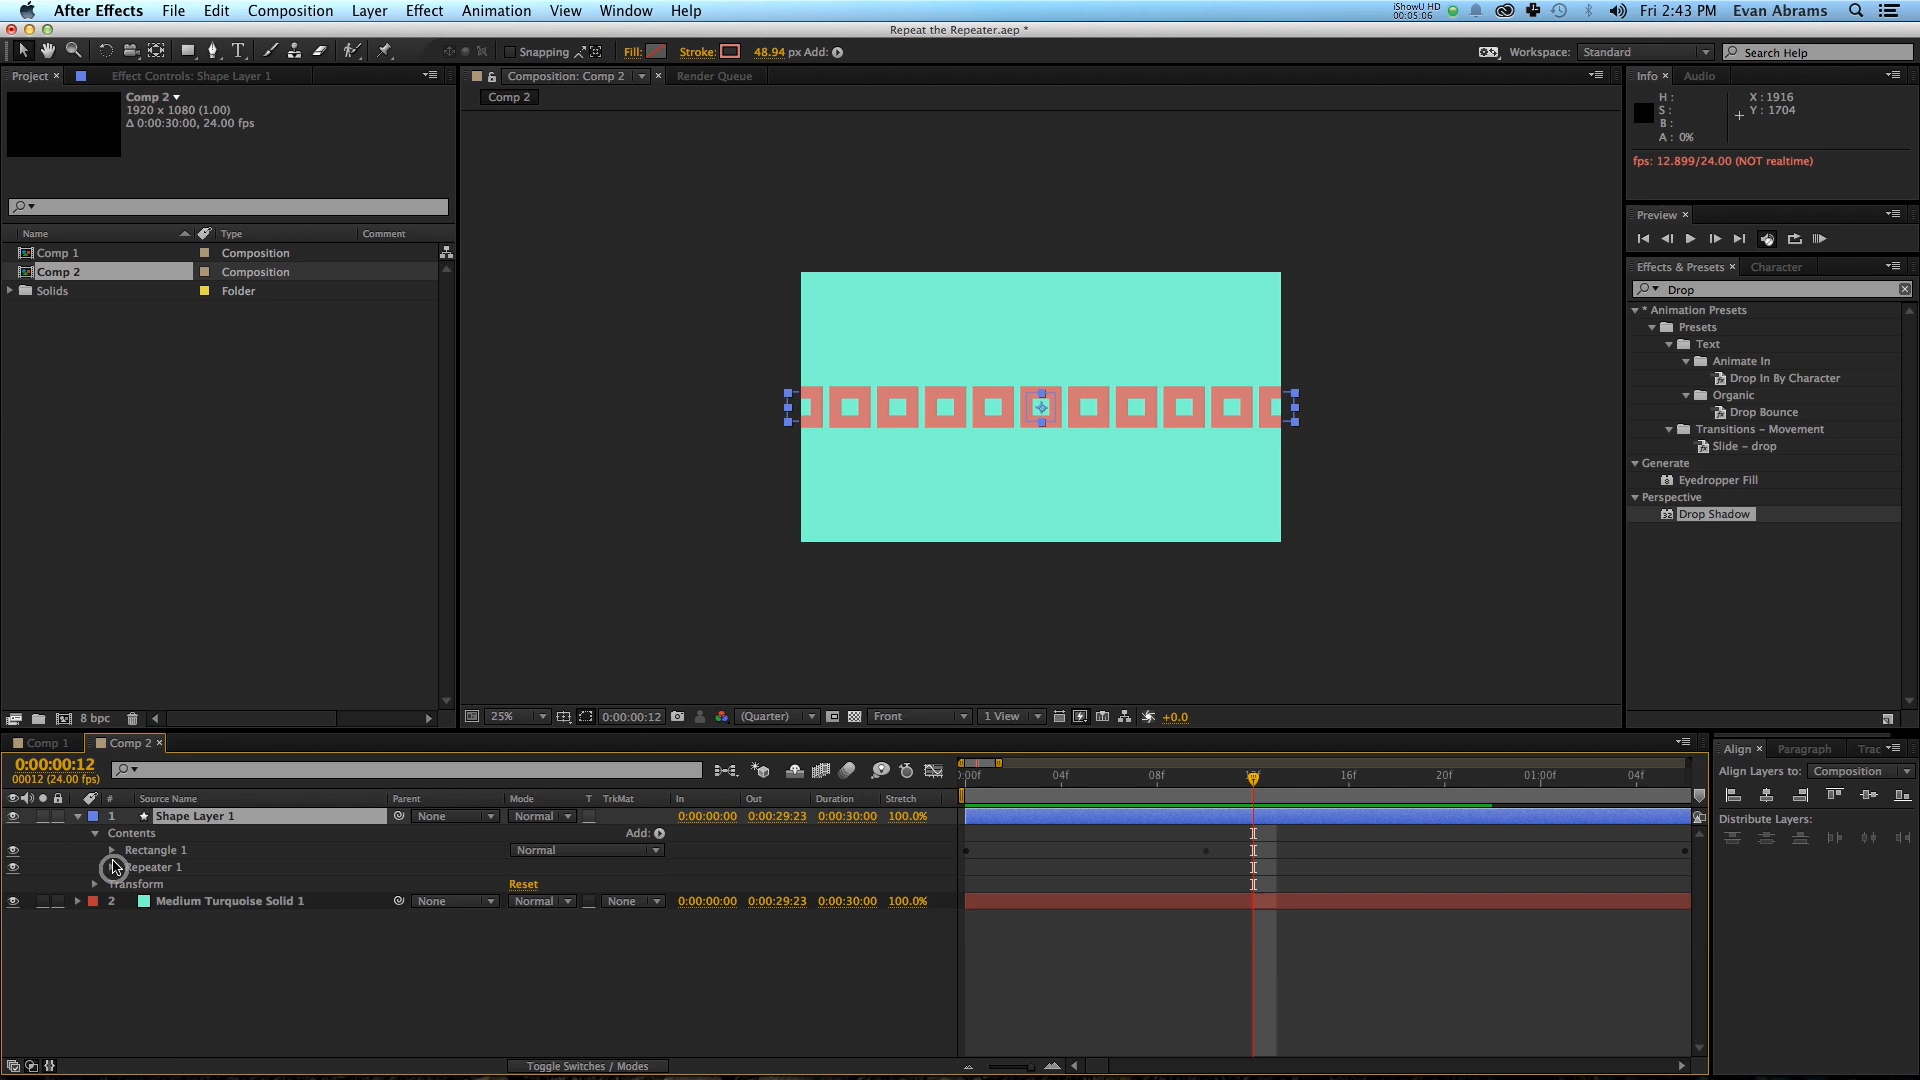 After Effects File Edit Composition Layer Effect Animation View Window Help
iShowU HD
00:05:06
Fri 2:43 PM Evan Abrams
Repeat the Repeater.aep *
Snapping Fill: Stroke: 48.94 px Add: Workspace: Standard Search Help
Project × Effect Controls: Shape Layer 1
Composition: Comp 2 × Render Queue
Info × Audio
Comp 2
1920 x 1080 (1.00)
Δ 0:00:30:00, 24.00 fps
Comp 2
H:
S:
B:
A: 0%
X: 1916
Y: 1704
fps: 12.899/24.00 (NOT realtime)
Preview ×
Name Type Comment
Comp 1 Composition
Comp 2 Composition
Solids Folder
Effects & Presets × Character
Drop
* Animation Presets
Presets
Text
Animate In
Drop In By Character
Organic
Drop Bounce
Transitions – Movement
Slide – drop
Generate
Eyedropper Fill
Perspective
Drop Shadow
8 bpc
25% 0:00:00:12 (Quarter) Front 1 View +0.0
Comp 1 Comp 2 ×
0:00:00:12
00012 (24.00 fps)
:00f 04f 08f 16f 20f 01:00f 04f
# Source Name Parent Mode T TrkMat In Out Duration Stretch
1 Shape Layer 1 None Normal 0:00:00:00 0:00:29:23 0:00:30:00 100.0%
Contents Add:
Rectangle 1 Normal
Repeater 1
Transform Reset
2 Medium Turquoise Solid 1 None Normal None 0:00:00:00 0:00:29:23 0:00:30:00 100.0%
Toggle Switches / Modes
Align × Paragraph Trac
Align Layers to: Composition
Distribute Layers: